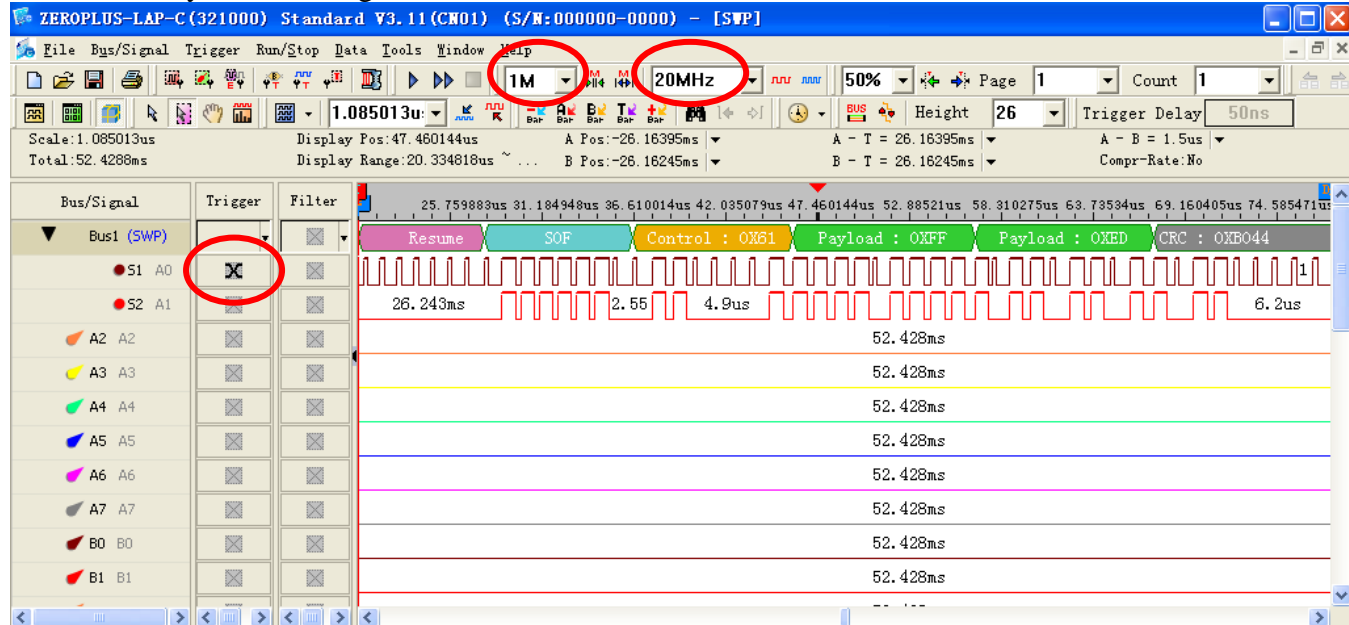 ZEROPLUS-LAP-C(321000) Standard V3.11(CN01) (S/N:000000-0000) - [SWP]
File Bus/Signal Trigger Run/Stop Data Tools Window Help
1M 20MHz 50% Page 1 Count 1
1.085013u: Bar Bar Bar Bar Bar BUS Height 26 Trigger Delay 50ns
Scale:1.085013us Display Pos:47.460144us A Pos:-26.16395ms A - T = 26.16395ms A - B = 1.5us
Total:52.4288ms Display Range:20.334818us ~ ... B Pos:-26.16245ms B - T = 26.16245ms Compr-Rate:No
Bus/Signal Trigger Filter 25.759883us 31.184948us 36.610014us 42.035079us 47.460144us 52.88521us 58.310275us 63.73534us 69.160405us 74.585471us
Bus1 (SWP) Resume SOF Control : 0X61 Payload : 0XFF Payload : 0XED CRC : 0XB044
S1 A0 1
S2 A1 26.243ms 2.55 4.9us 6.2us
A2 A2 52.428ms
A3 A3 52.428ms
A4 A4 52.428ms
A5 A5 52.428ms
A6 A6 52.428ms
A7 A7 52.428ms
B0 B0 52.428ms
B1 B1 52.428ms